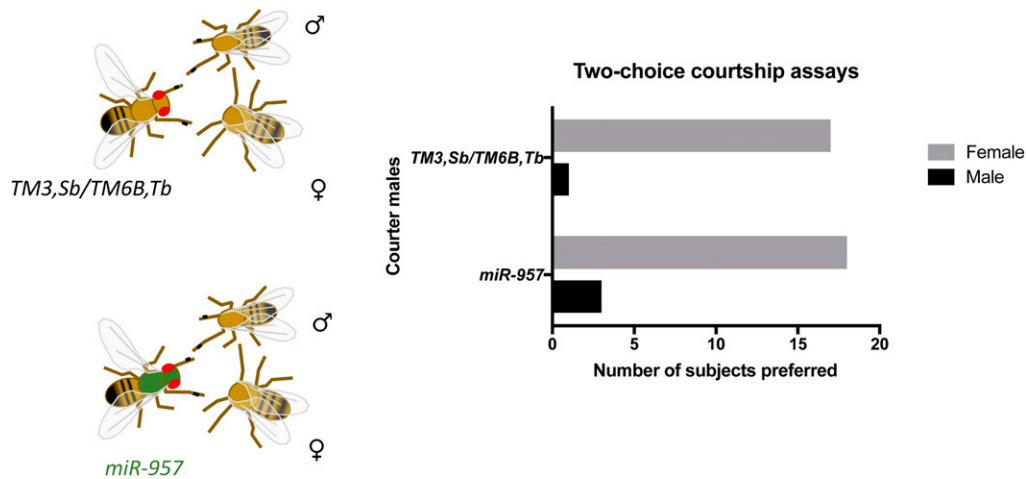 ♂
TM3,Sb/TM6B,Tb
♀
♂
miR-957
♀
Two-choice courtship assays
Courter males
TM3,Sb/TM6B,Tb
miR-957
0 5 10 15 20
Number of subjects preferred
Female
Male